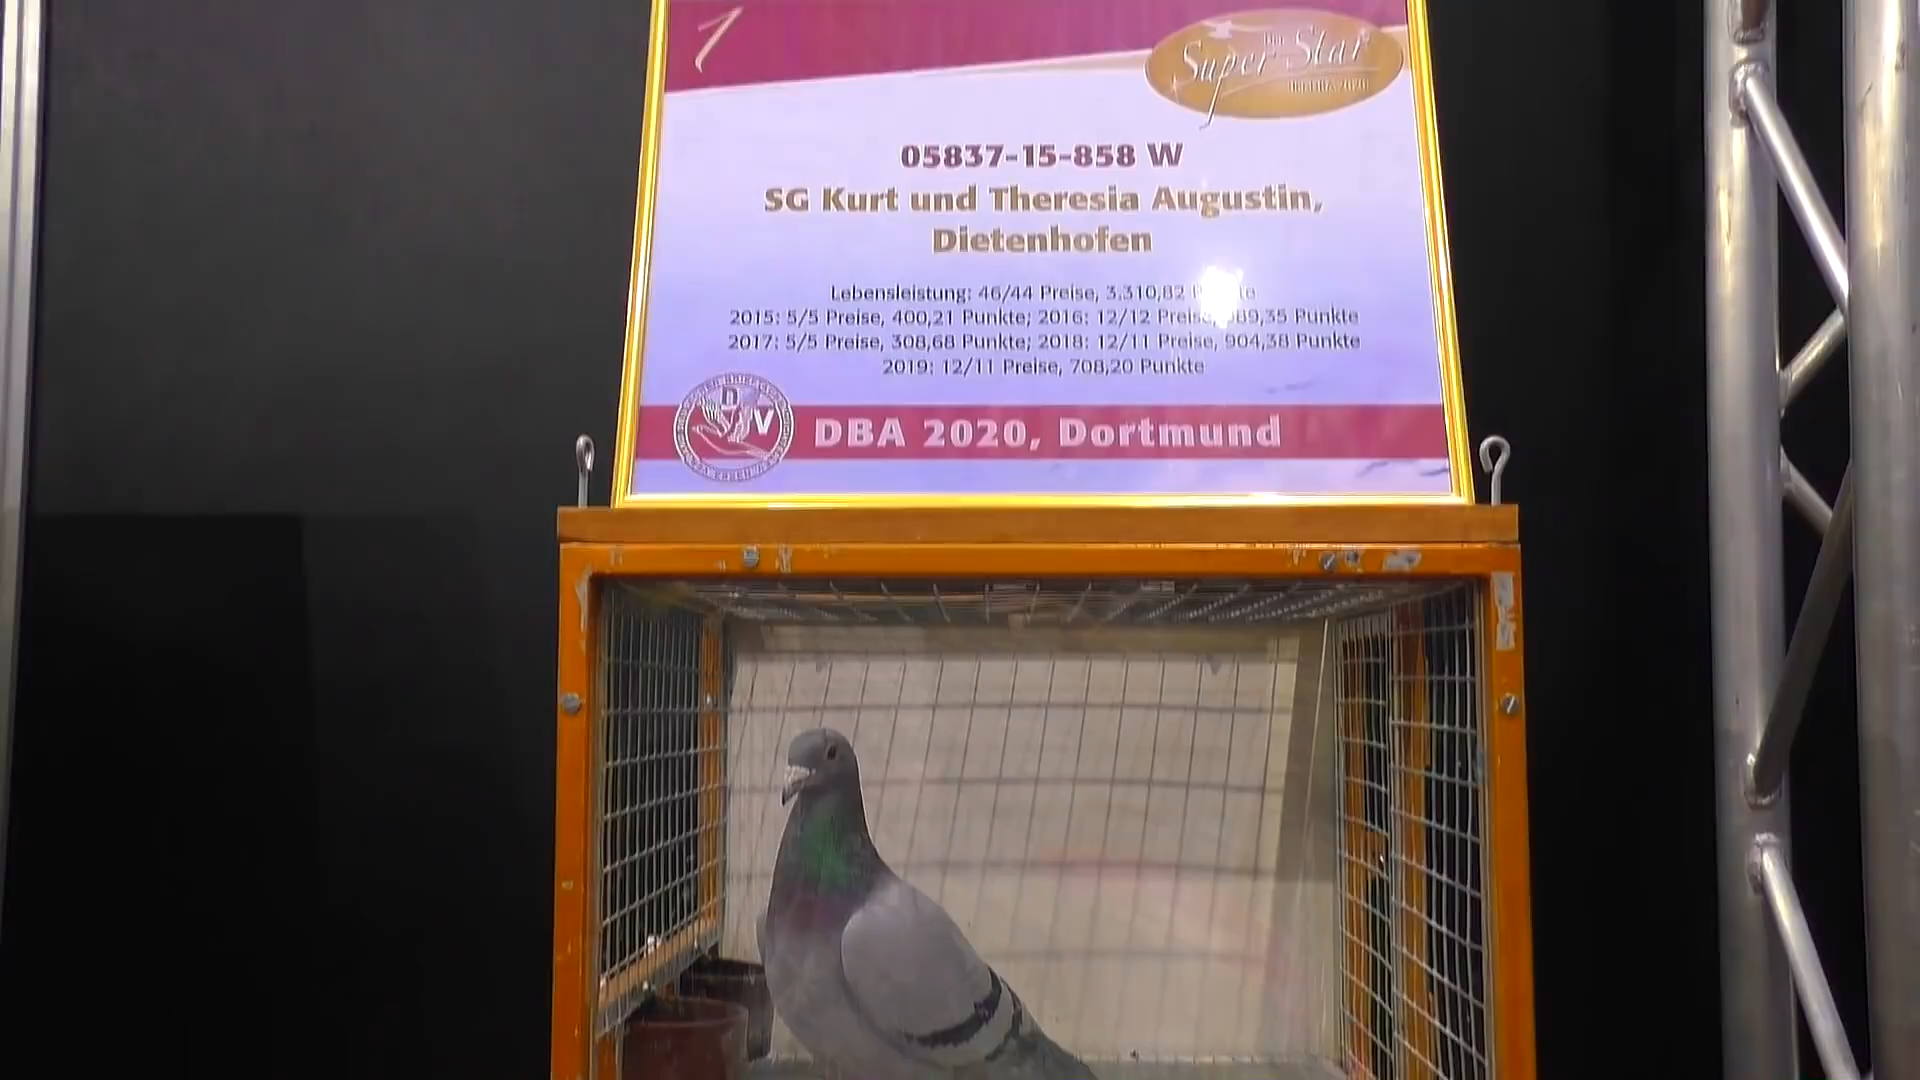 1
Super Star
05837-15-858 W
SG Kurt und Theresia Augustin,
Dietenhofen
Lebensleistung: 46/44 Preise, 3.310,82
2015: 5/5 Preise, 400,21 Punkte; 2016: 12/12 Punkte
2017: 5/5 Preise, 308,68 Punkte; 2018: 12/11 Preise, 904,38 Punkte
2019: 12/11 Preise, 708,20 Punkte
D
V
DBA 2020, Dortmund